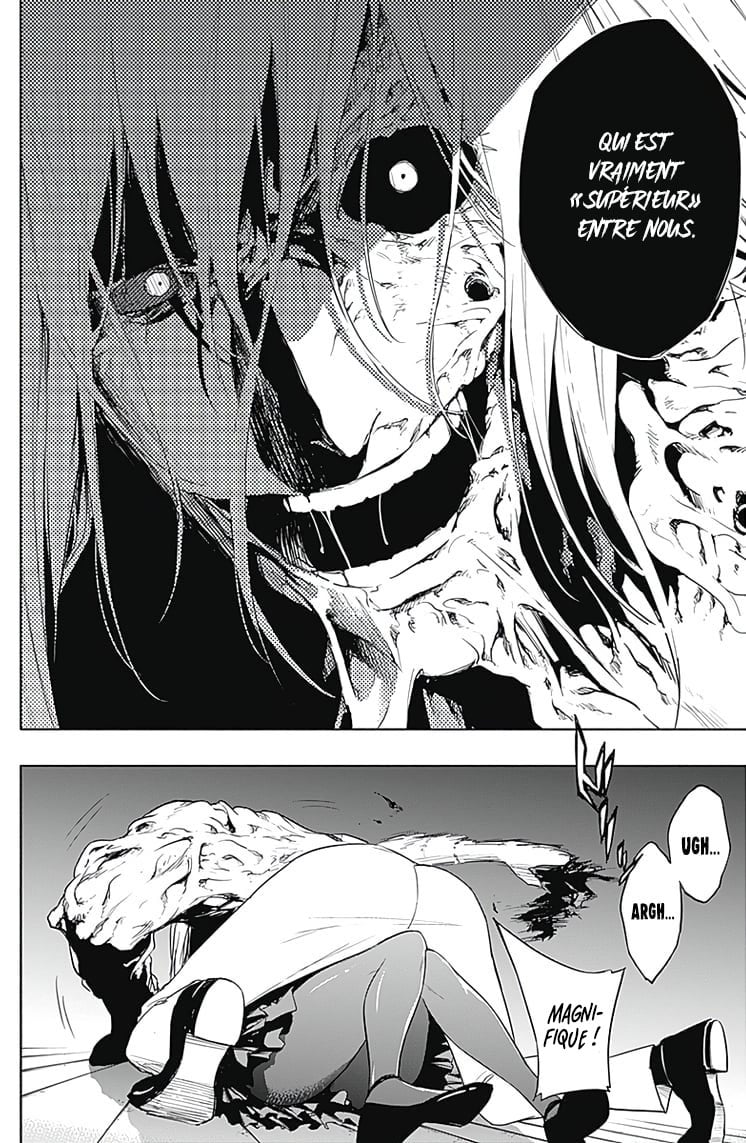 QUI EST
VRAIMENT
«SUPÉRIEUR»
ENTRE NOUS.
UGH...
ARGH...
MAGNI-
FIQUE !